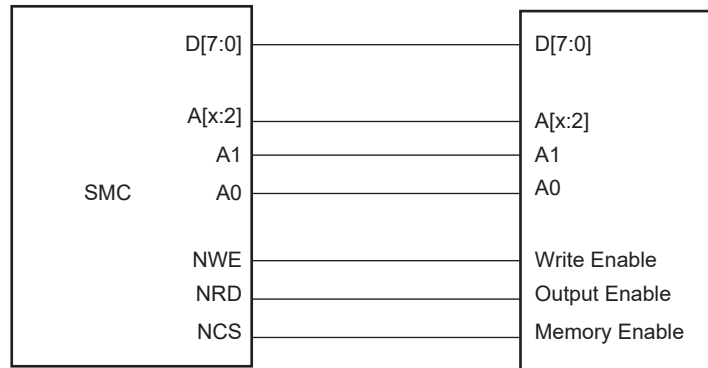 D[7:0] D[7:0]
A[x:2] A[x:2]
A1 A1
SMC A0 A0
NWE Write Enable
NRD Output Enable
NCS Memory Enable